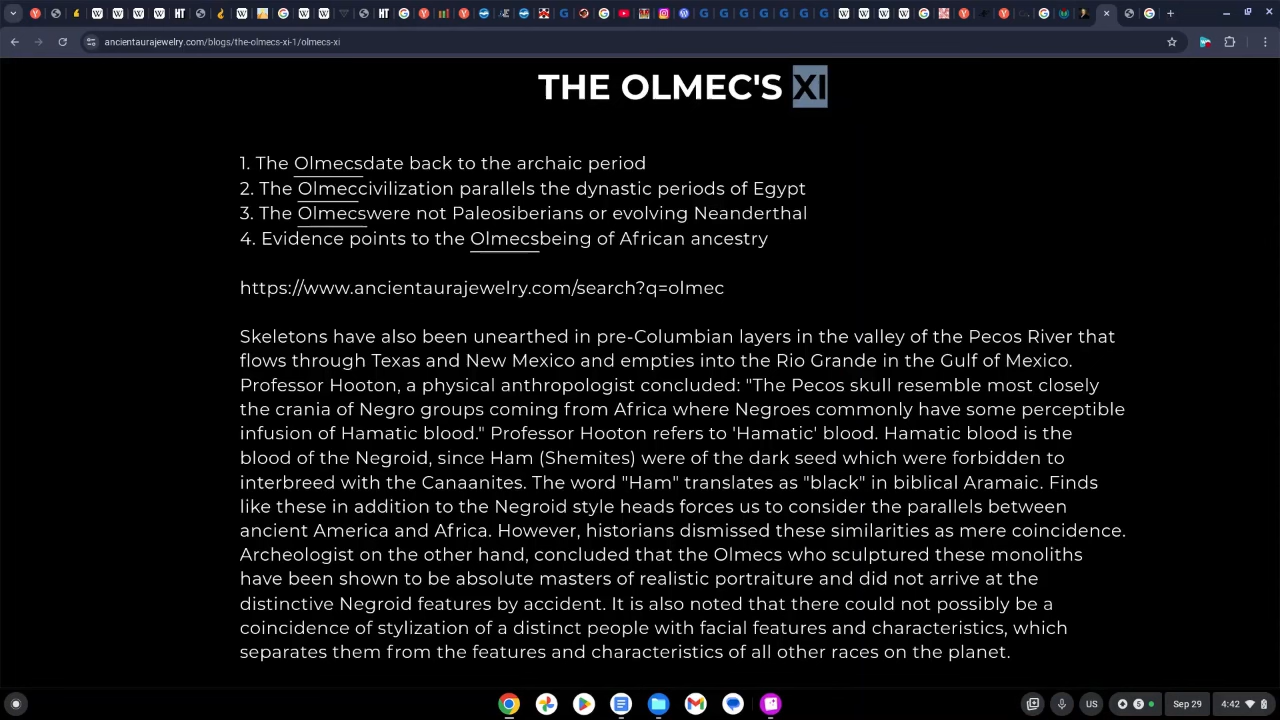 ancientaurajewelry.com/blogs/the-olmecs-xi-1/olmecs-xi
THE OLMEC'S XI
1. The Olmecsdate back to the archaic period
2. The Olmeccivilization parallels the dynastic periods of Egypt
3. The Olmecswere not Paleosiberians or evolving Neanderthal
4. Evidence points to the Olmecsbeing of African ancestry
https://www.ancientaurajewelry.com/search?q=olmec
Skeletons have also been unearthed in pre-Columbian layers in the valley of the Pecos River that
flows through Texas and New Mexico and empties into the Rio Grande in the Gulf of Mexico.
Professor Hooton, a physical anthropologist concluded: "The Pecos skull resemble most closely
the crania of Negro groups coming from Africa where Negroes commonly have some perceptible
infusion of Hamatic blood." Professor Hooton refers to 'Hamatic' blood. Hamatic blood is the
blood of the Negroid, since Ham (Shemites) were of the dark seed which were forbidden to
interbreed with the Canaanites. The word "Ham" translates as "black" in biblical Aramaic. Finds
like these in addition to the Negroid style heads forces us to consider the parallels between
ancient America and Africa. However, historians dismissed these similarities as mere coincidence.
Archeologist on the other hand, concluded that the Olmecs who sculptured these monoliths
have been shown to be absolute masters of realistic portraiture and did not arrive at the
distinctive Negroid features by accident. It is also noted that there could not possibly be a
coincidence of stylization of a distinct people with facial features and characteristics, which
separates them from the features and characteristics of all other races on the planet.
US
5
Sep 29
4:42